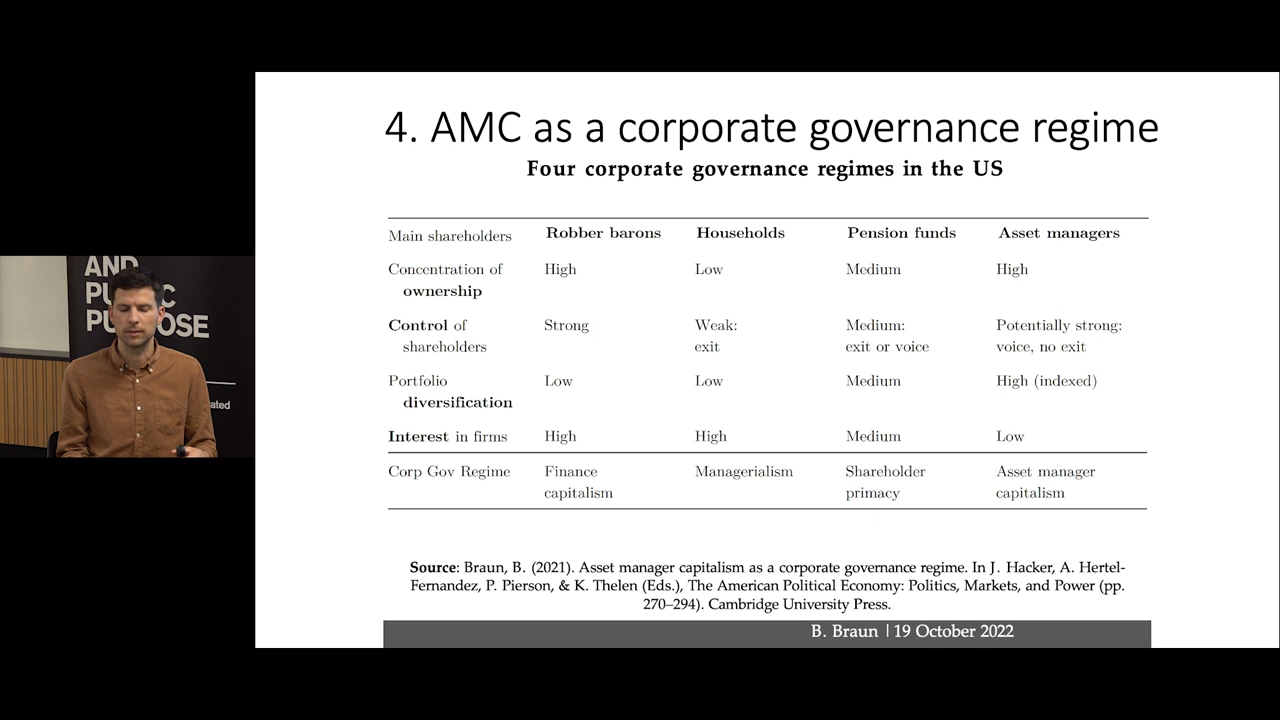 AND
PU C
PU OSE
ated
4. AMC as a corporate governance regime
Four corporate governance regimes in the US
Main shareholders Robber barons Households Pension funds Asset managers
Concentration of High Low Medium High
ownership
Control of Strong Weak: Medium: Potentially strong:
shareholders exit exit or voice voice, no exit
Portfolio Low Low Medium High (indexed)
diversification
Interest in firms High High Medium Low
Corp Gov Regime Finance Managerialism Shareholder Asset manager
capitalism primacy capitalism
Source: Braun, B. (2021). Asset manager capitalism as a corporate governance regime. In J. Hacker, A. Hertel-
Fernandez, P. Pierson, & K. Thelen (Eds.), The American Political Economy: Politics, Markets, and Power (pp.
270–294). Cambridge University Press.
B. Braun | 19 October 2022